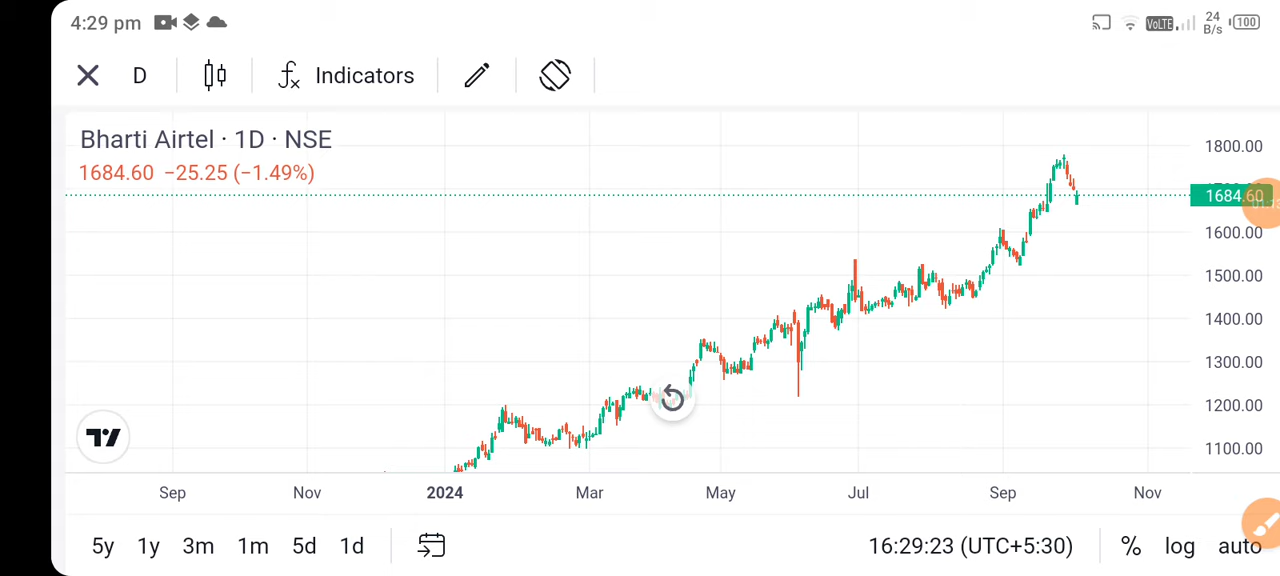 4:29 pm VoLTE 24 B/s 100
D Indicators
Bharti Airtel · 1D · NSE
1684.60 −25.25 (−1.49%)
1800.00
1684.60
1600.00
1500.00
1400.00
1300.00
1200.00
1100.00
Sep Nov 2024 Mar May Jul Sep Nov
5y 1y 3m 1m 5d 1d 16:29:23 (UTC+5:30) % log auto